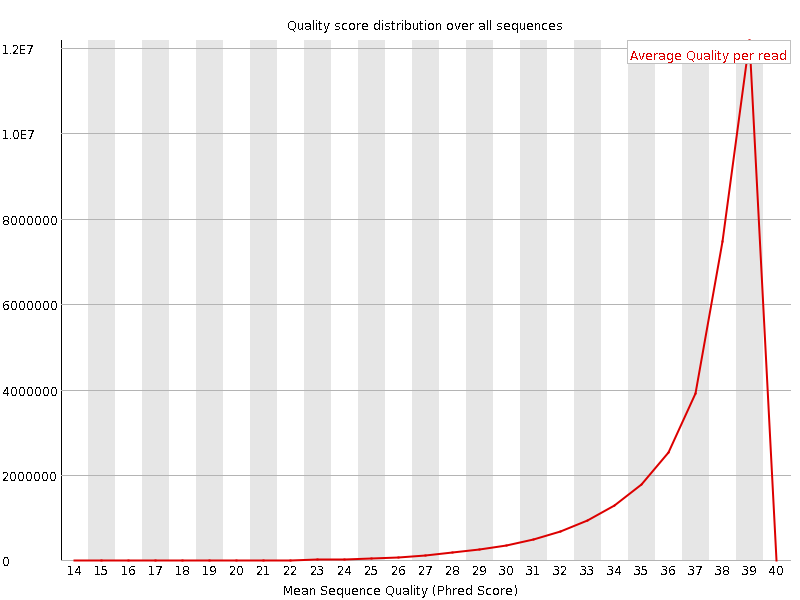 Quality score distribution over all sequences
Average Quality per read
1.2E7
1.0E7
8000000
6000000
4000000
2000000
0
14 15 16 17 18 19 20 21 22 23 24 25 26 27 28 29 30 31 32 33 34 35 36 37 38 39 40
Mean Sequence Quality (Phred Score)